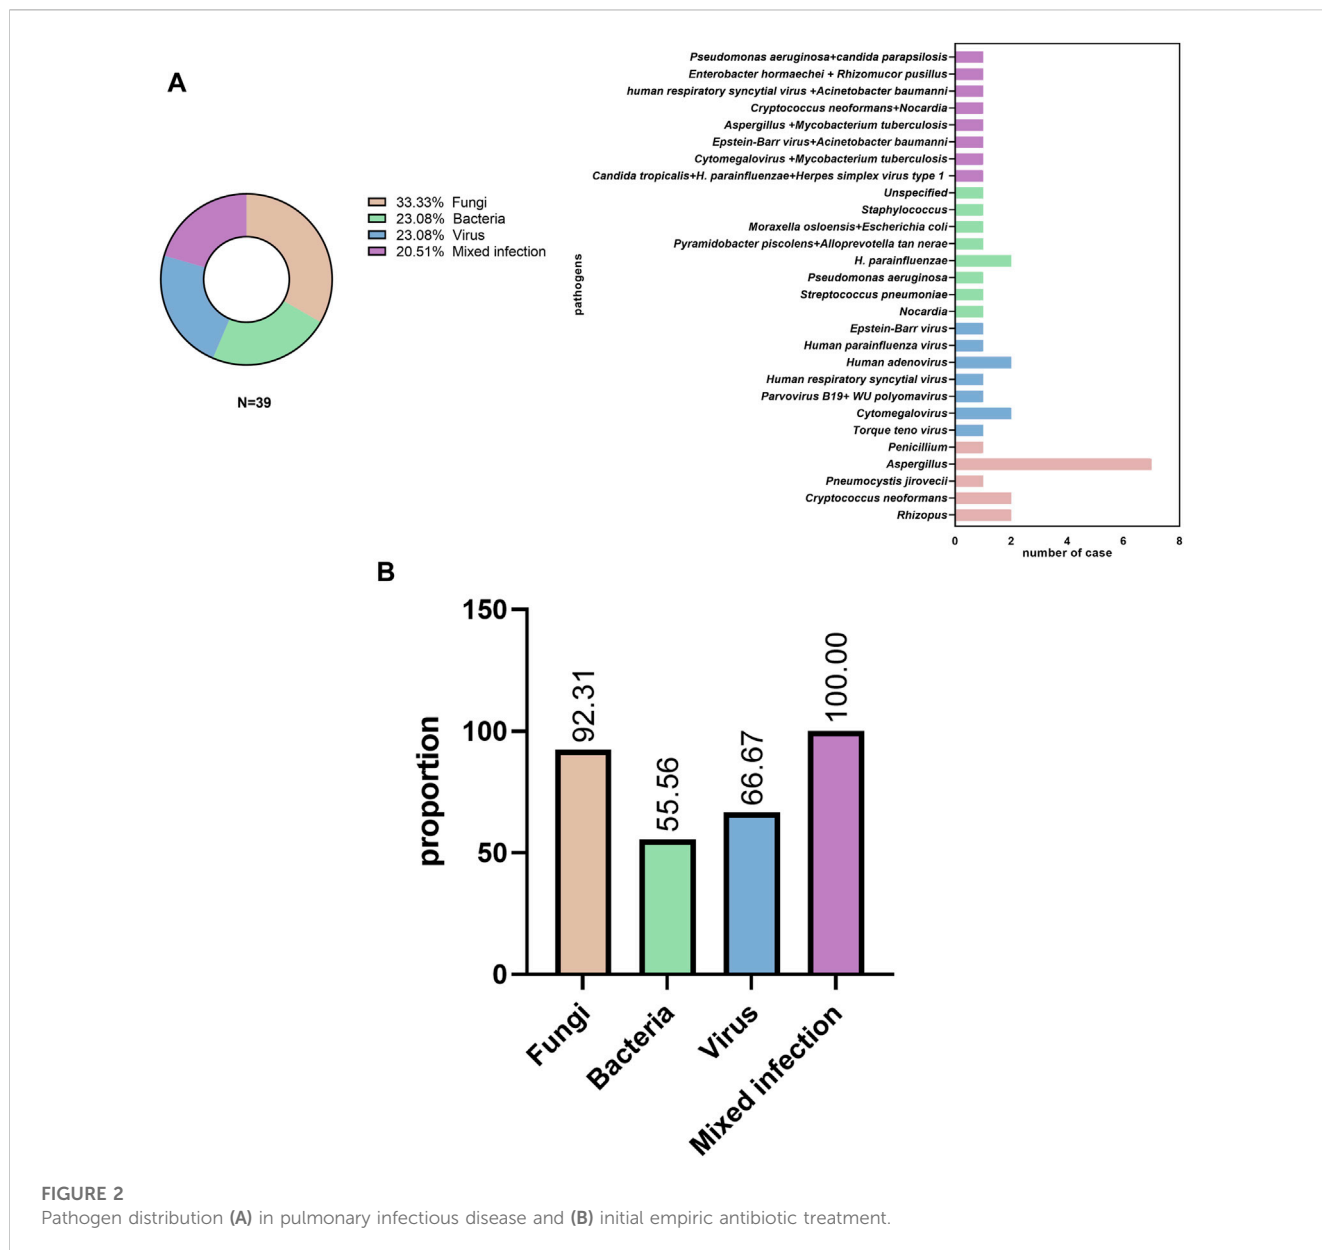 A
33.33% Fungi
23.08% Bacteria
23.08% Virus
20.51% Mixed infection
N=39
pathogens
Pseudomonas aeruginosa+candida parapsilosis
Enterobacter hormaechei + Rhizomucor pusillus
human respiratory syncytial virus +Acinetobacter baumanni
Cryptococcus neoformans+Nocardia
Aspergillus +Mycobacterium tuberculosis
Epstein-Barr virus+Acinetobacter baumanni
Cytomegalovirus +Mycobacterium tuberculosis
Candida tropicalis+H. parainfluenzae+Herpes simplex virus type 1
Unspecified
Staphylococcus
Moraxella osloensis+Escherichia coli
Pyramidobacter piscolens+Alloprevotella tan nerae
H. parainfluenzae
Pseudomonas aeruginosa
Streptococcus pneumoniae
Nocardia
Epstein-Barr virus
Human parainfluenza virus
Human adenovirus
Human respiratory syncytial virus
Parvovirus B19+ WU polyomavirus
Cytomegalovirus
Torque teno virus
Penicillium
Aspergillus
Pneumocystis jirovecii
Cryptococcus neoformans
Rhizopus
0 2 4 6 8
number of case
B
proportion
150
100
50
0
92.31
55.56
66.67
100.00
Fungi
Bacteria
Virus
Mixed infection
FIGURE 2
Pathogen distribution (A) in pulmonary infectious disease and (B) initial empiric antibiotic treatment.